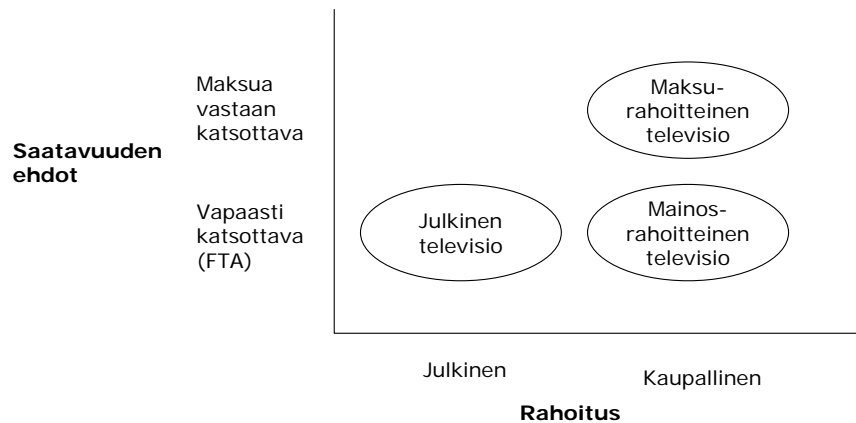 Maksua
vastaan
katsottava
Maksu-
rahoitteinen
televisio
Saatavuuden
ehdot
Vapaasti
katsottava
(FTA)
Julkinen
televisio
Mainos-
rahoitteinen
televisio
Julkinen
Kaupallinen
Rahoitus